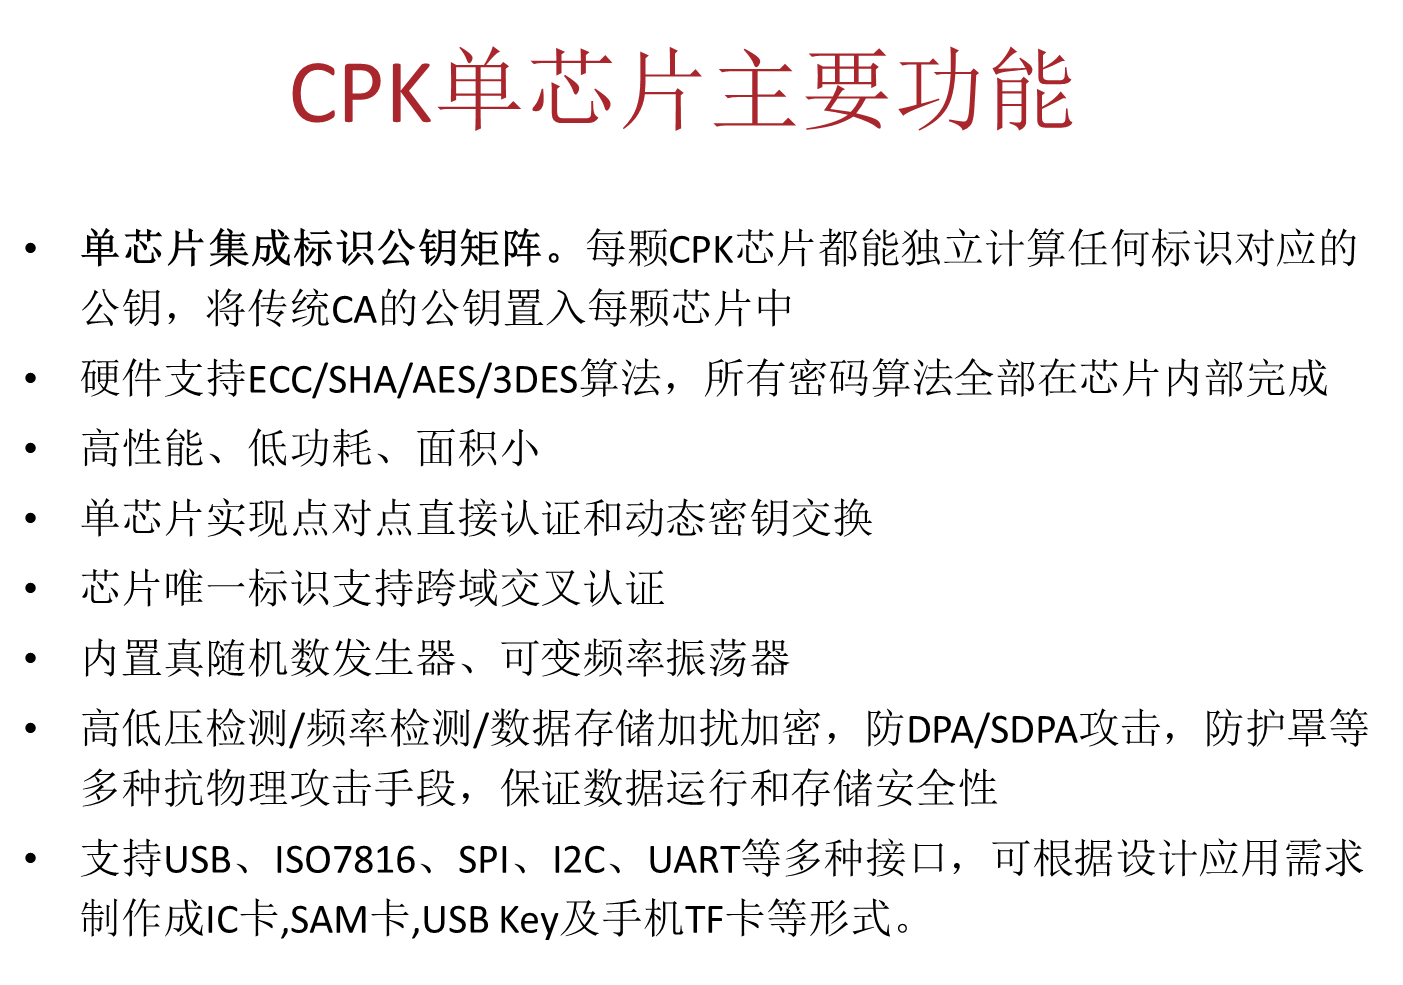 CPK单芯片主要功能
• 单芯片集成标识公钥矩阵。每颗CPK芯片都能独立计算任何标识对应的
公钥，将传统CA的公钥置入每颗芯片中
• 硬件支持ECC/SHA/AES/3DES算法，所有密码算法全部在芯片内部完成
• 高性能、低功耗、面积小
• 单芯片实现点对点直接认证和动态密钥交换
• 芯片唯一标识支持跨域交叉认证
• 内置真随机数发生器、可变频率振荡器
• 高低压检测/频率检测/数据存储加扰加密，防DPA/SDPA攻击，防护罩等
多种抗物理攻击手段，保证数据运行和存储安全性
• 支持USB、ISO7816、SPI、I2C、UART等多种接口，可根据设计应用需求
制作成IC卡,SAM卡,USB Key及手机TF卡等形式。